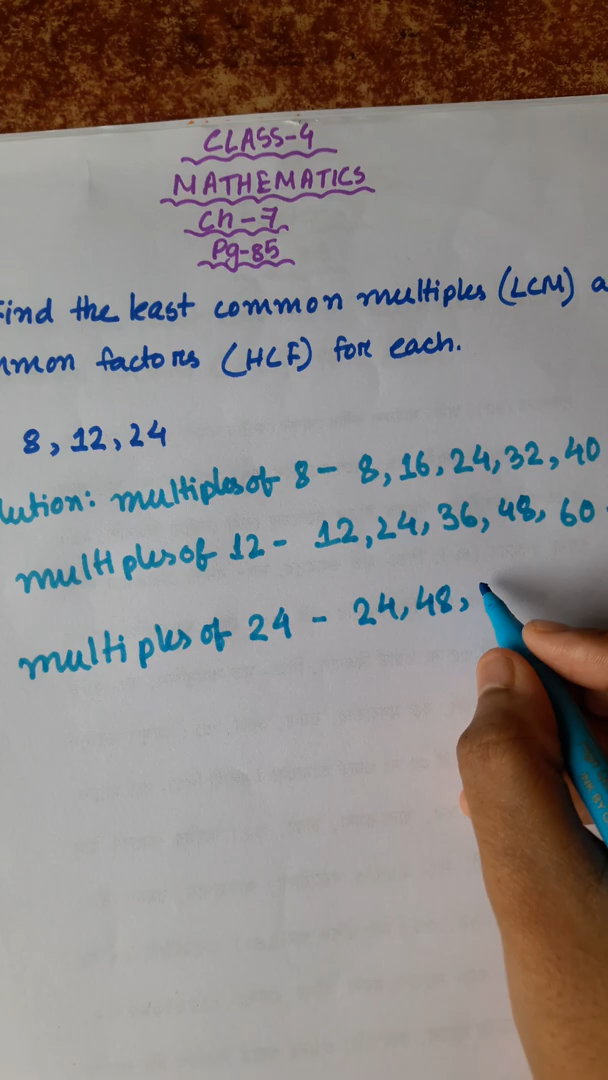 CLASS-4
MATHEMATICS
Ch-7
Pg-85
Find the least common multiples (LCM) a
mmon factors (HCF) for each.
8, 12, 24
lution: multiples of 8 - 8, 16, 24, 32, 40
multiples of 12 - 12, 24, 36, 48, 60
multiples of 24 - 24, 48,